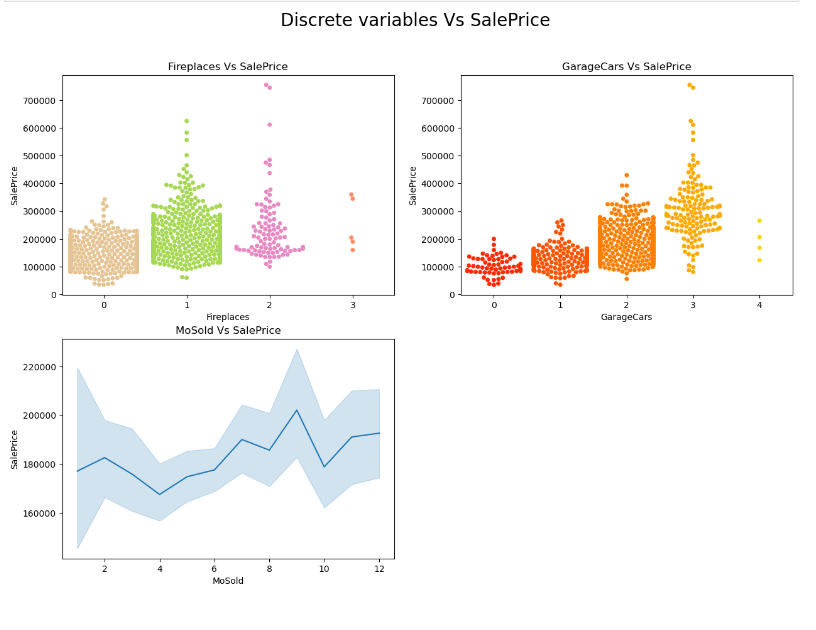 Discrete variables Vs SalePrice
Fireplaces Vs SalePrice
SalePrice
700000
600000
500000
400000
300000
200000
100000
0
0 1 2 3
Fireplaces
GarageCars Vs SalePrice
SalePrice
700000
600000
500000
400000
300000
200000
100000
0
0 1 2 3 4
GarageCars
MoSold Vs SalePrice
SalePrice
220000
200000
180000
160000
2 4 6 8 10 12
MoSold